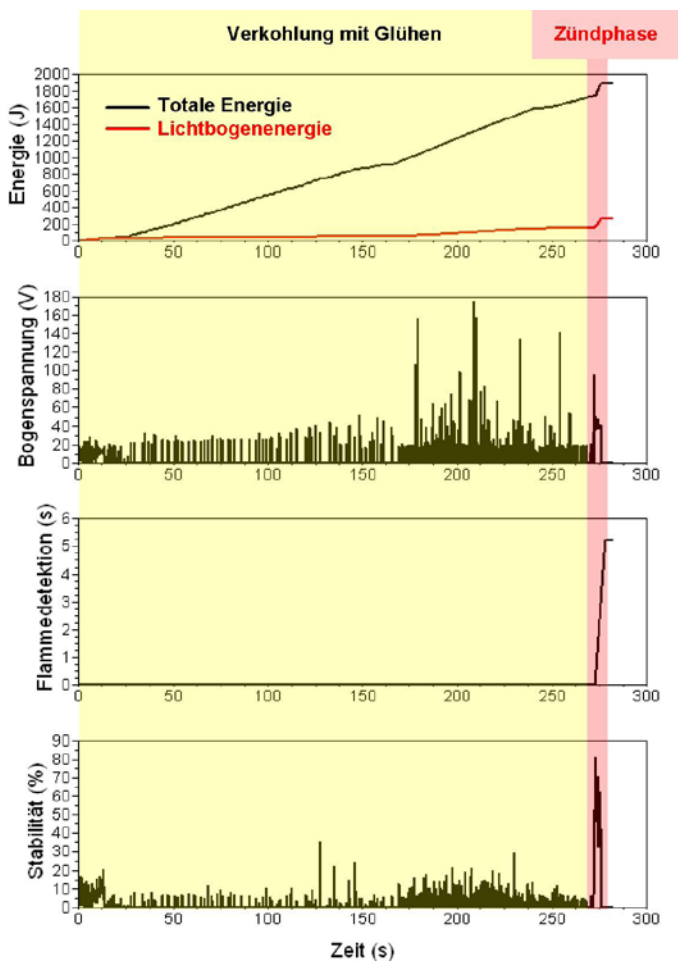 Verkohlung mit Glühen
Zündphase
Energie (J)
2000
1800
1600
1400
1200
1000
800
600
400
200
0
Totale Energie
Lichtbogenenergie
0 50 100 150 200 250 300
Bogenspannung (V)
180
160
140
120
100
80
60
40
20
0
0 50 100 150 200 250 300
Flammedetektion (s)
6
5
4
3
2
1
0
0 50 100 150 200 250 300
Stabilität (%)
90
80
70
60
50
40
30
20
10
0
0 50 100 150 200 250 300
Zeit (s)